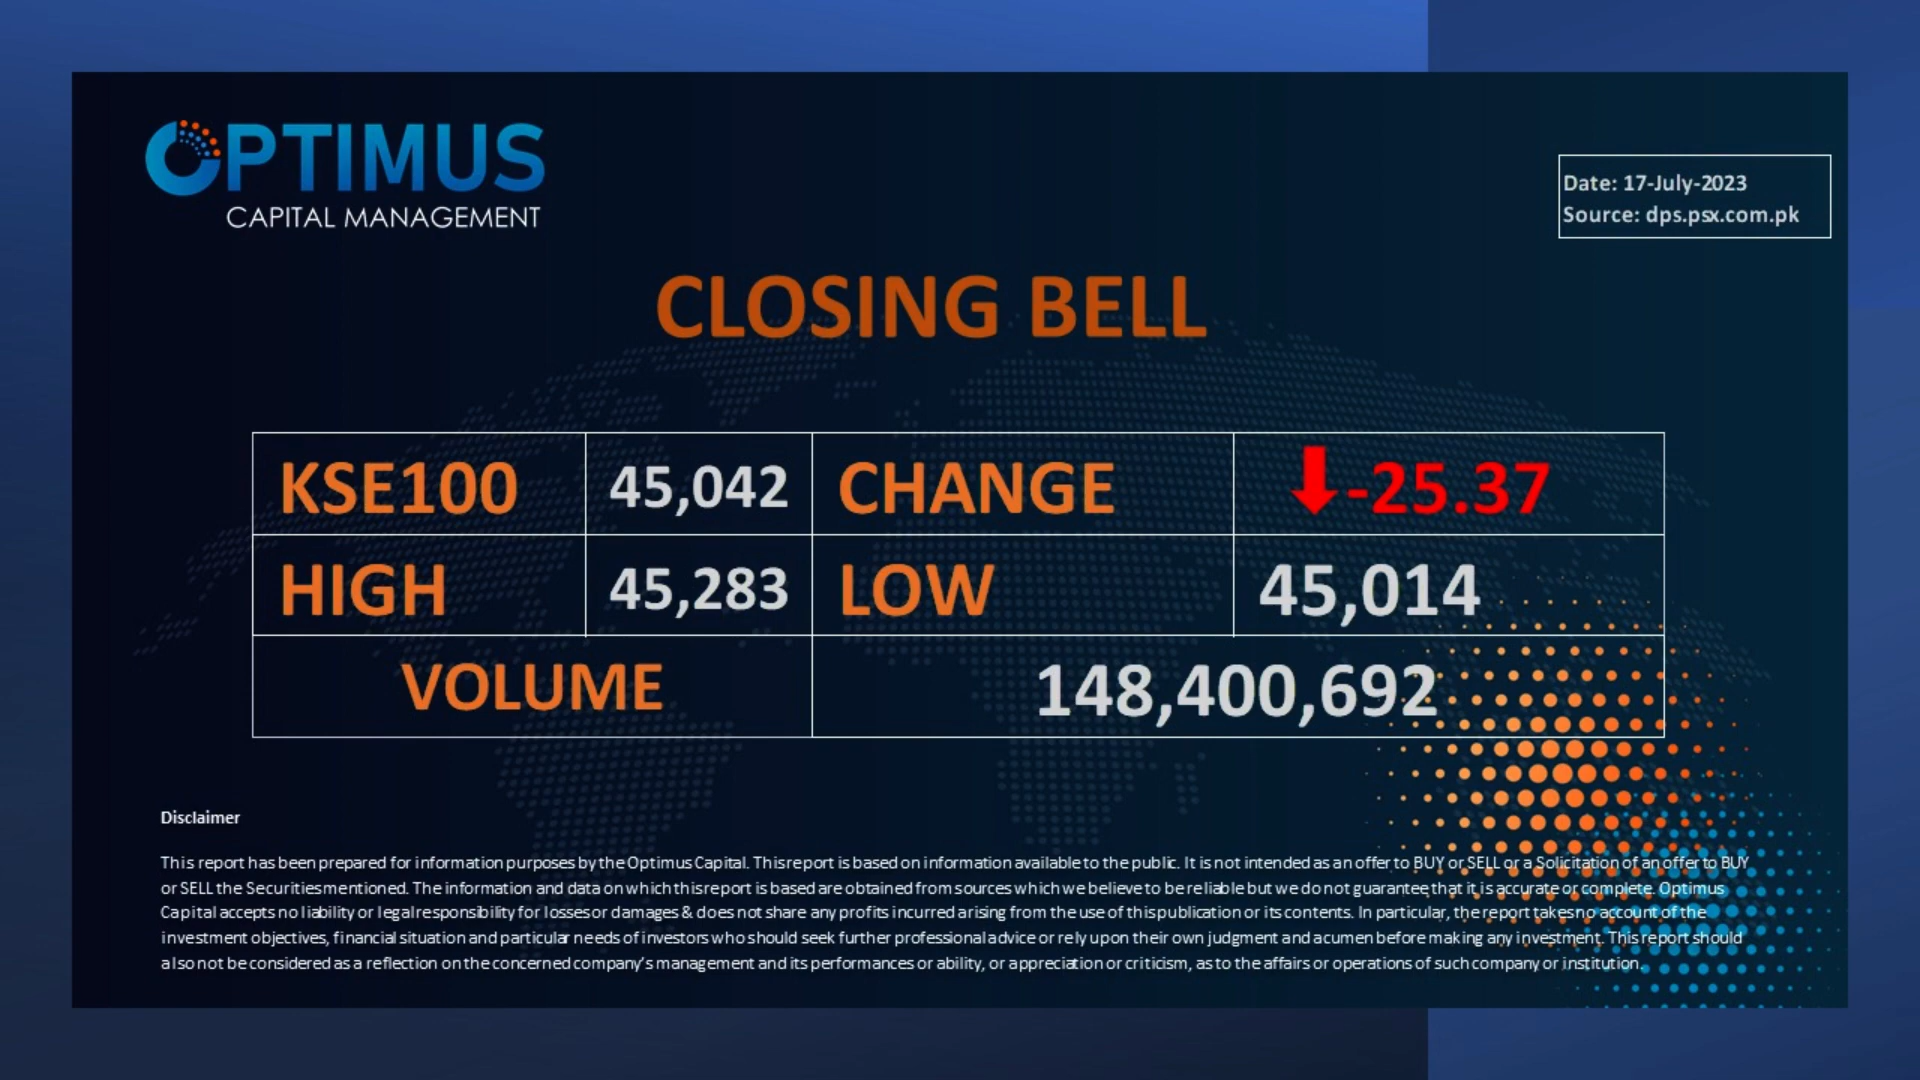 OPTIMUS
CAPITAL MANAGEMENT
Date: 17-July-2023
Source: dps.psx.com.pk
CLOSING BELL
KSE100 45,042 CHANGE -25.37
HIGH 45,283 LOW 45,014
VOLUME 148,400,692
Disclaimer
This report has been prepared for information purposes by the Optimus Capital. This report is based on information available to the public. It is not intended as an offer to BUY or SELL or a Solicitation of an offer to BUY
or SELL the Securities mentioned. The information and data on which this report is based are obtained from sources which we believe to be reliable but we do not guarantee that it is accurate or complete. Optimus
Capital accepts no liability or legal responsibility for losses or damages & does not share any profits incurred arising from the use of this publication or its contents. In particular, the report takes no account of the
investment objectives, financial situation and particular needs of investors who should seek further professional advice or rely upon their own judgment and acumen before making any investment. This report should
also not be considered as a reflection on the concerned company's management and its performances or ability, or appreciation or criticism, as to the affairs or operations of such company or institution.